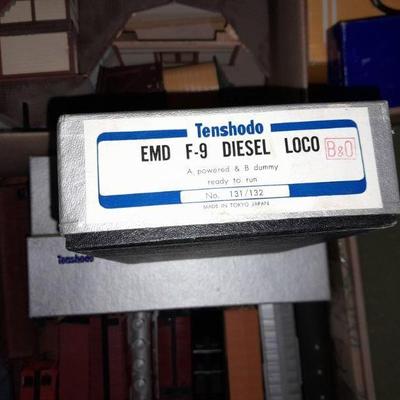 Tenshodo
EMD F-9 DIESEL LOCO B&O
A powered & B dummy
ready to run
No. 131/132
MADE IN TOKYO JAPAN
Tenshodo